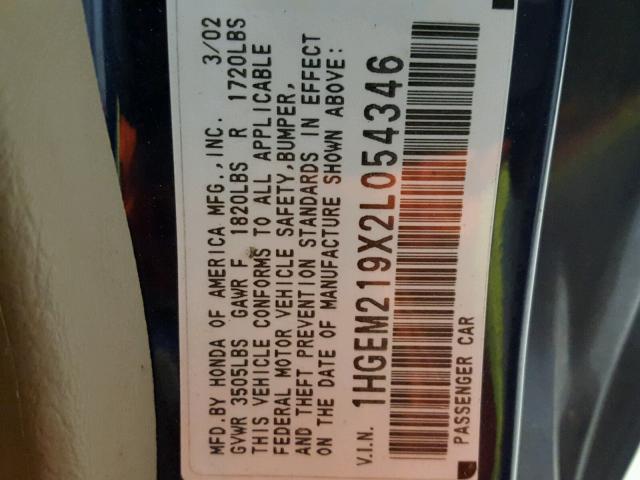 MFD.BY HONDA OF AMERICA MFG.,INC. 3/02
GVWR 3505LBS GAWR F 1820LBS R 1720LBS
THIS VEHICLE CONFORMS TO ALL APPLICABLE
FEDERAL MOTOR VEHICLE SAFETY,BUMPER,
AND THEFT PREVENTION STANDARDS IN EFFECT
ON THE DATE OF MANUFACTURE SHOWN ABOVE:
V.I.N. 1HGEM219X2L054346
PASSENGER CAR